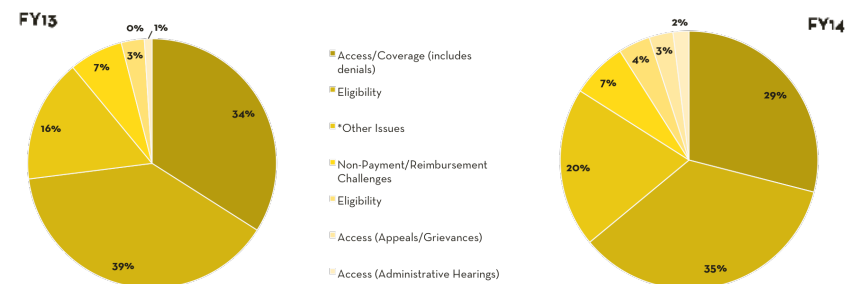 FY13
0%
1%
3%
7%
16%
34%
39%
Access/Coverage (includes
denials)
Eligibility
*Other Issues
Non-Payment/Reimbursement
Challenges
Eligibility
Access (Appeals/Grievances)
Access (Administrative Hearings)
FY14
2%
3%
4%
7%
29%
20%
35%